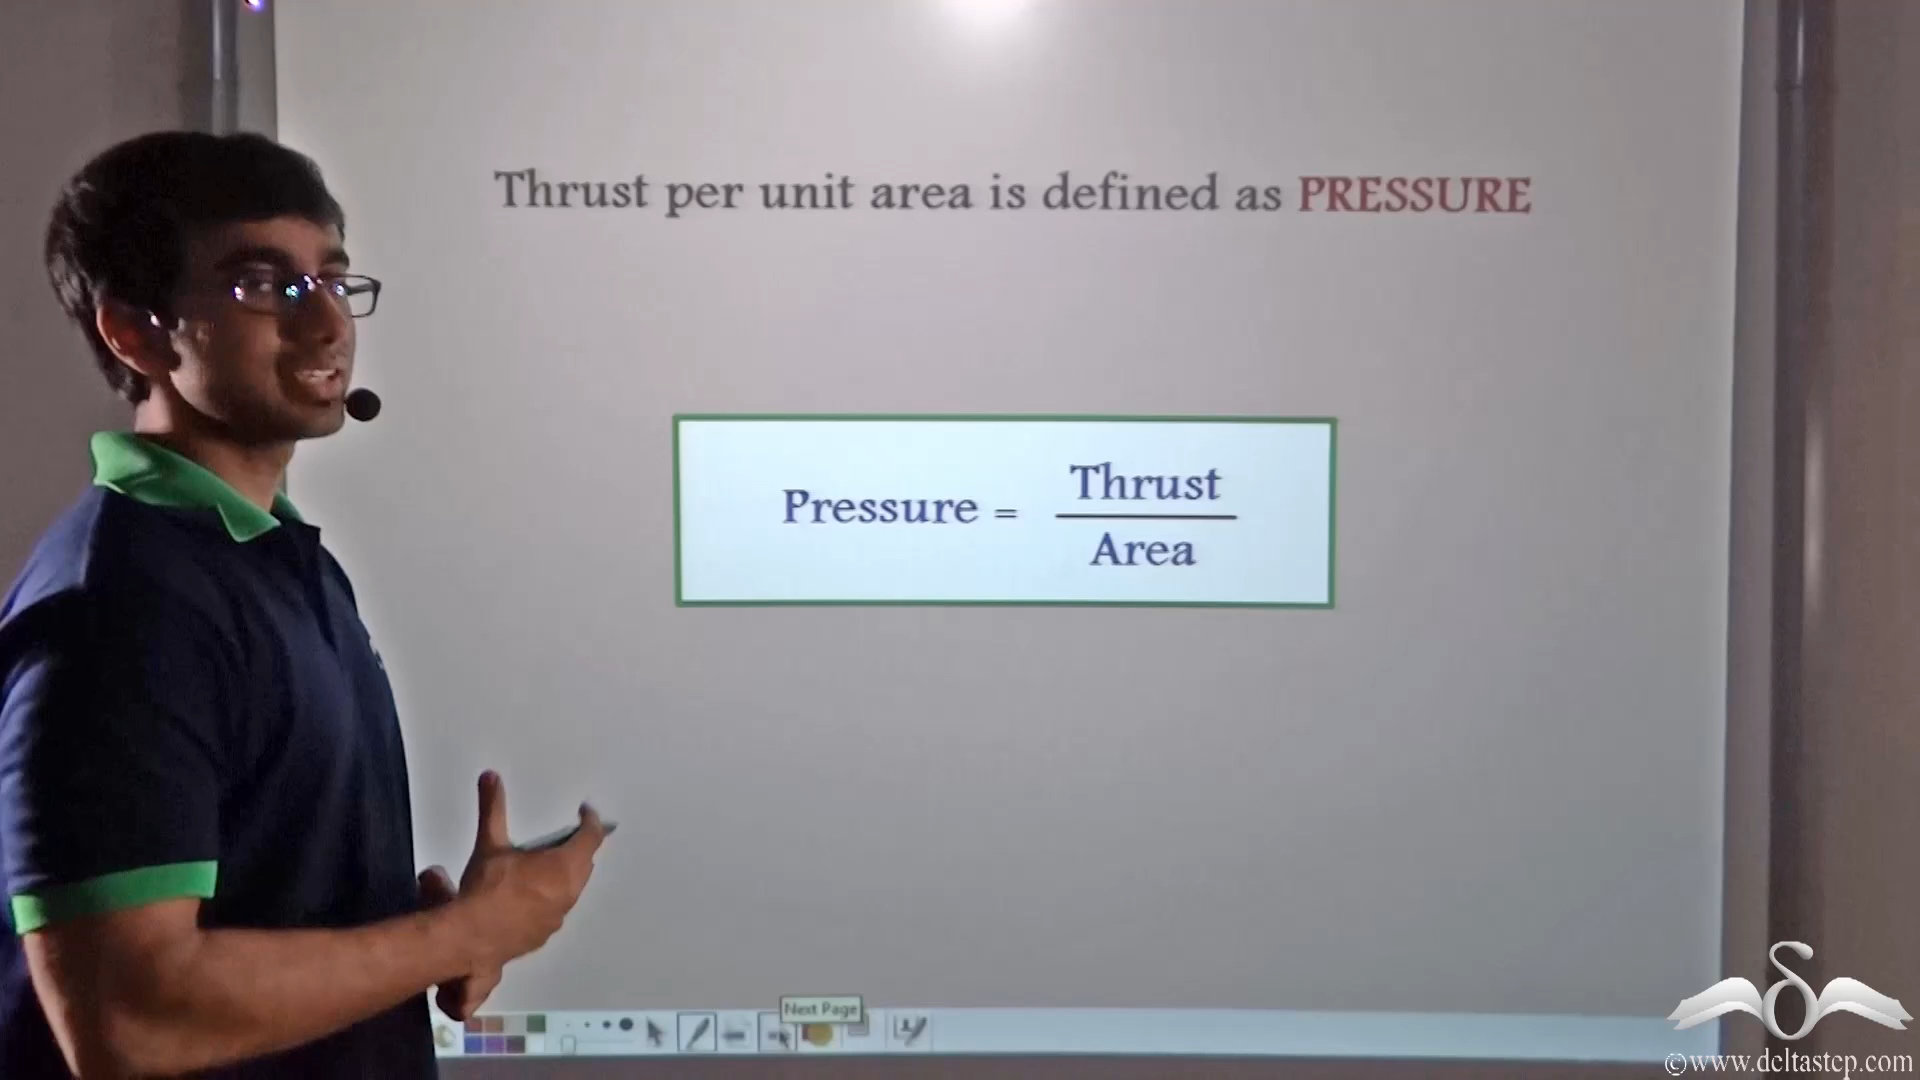 Thrust per unit area is defined as PRESSURE
Pressure = Thrust
Area
Next Page
©www.deltastep.com